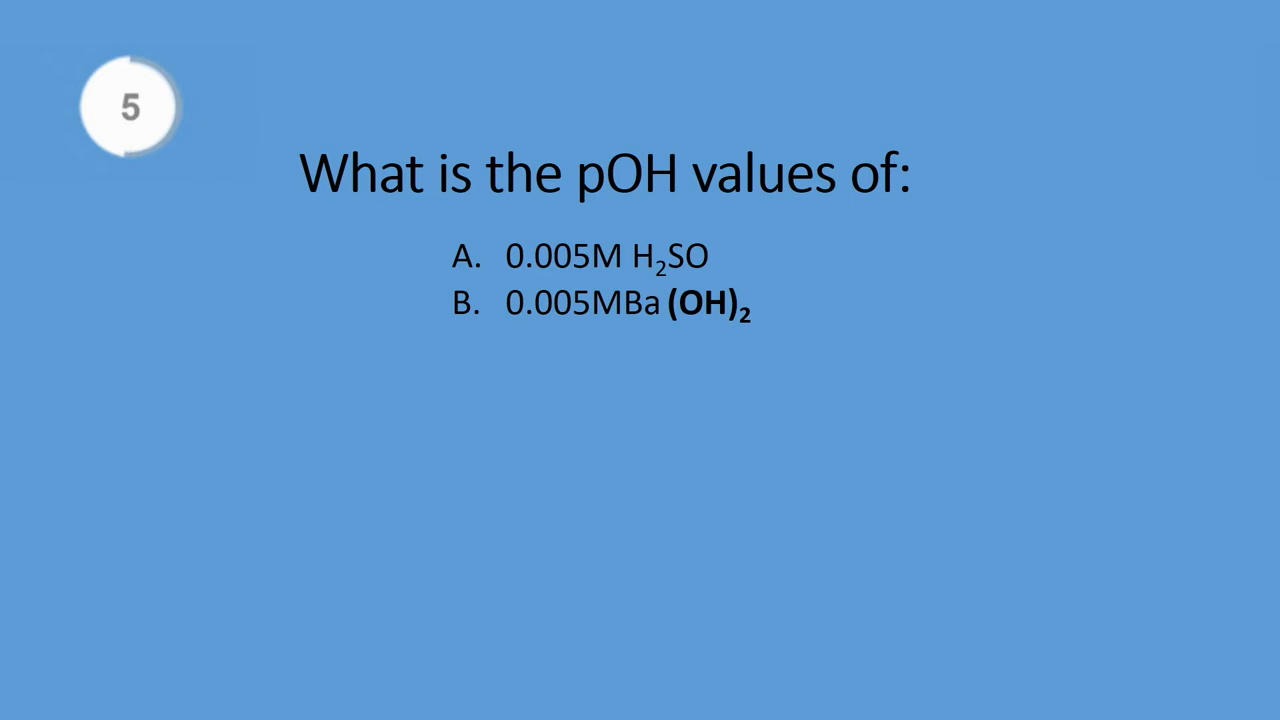 5
What is the pOH values of:
A. 0.005M H₂SO
B. 0.005MBa (OH)₂